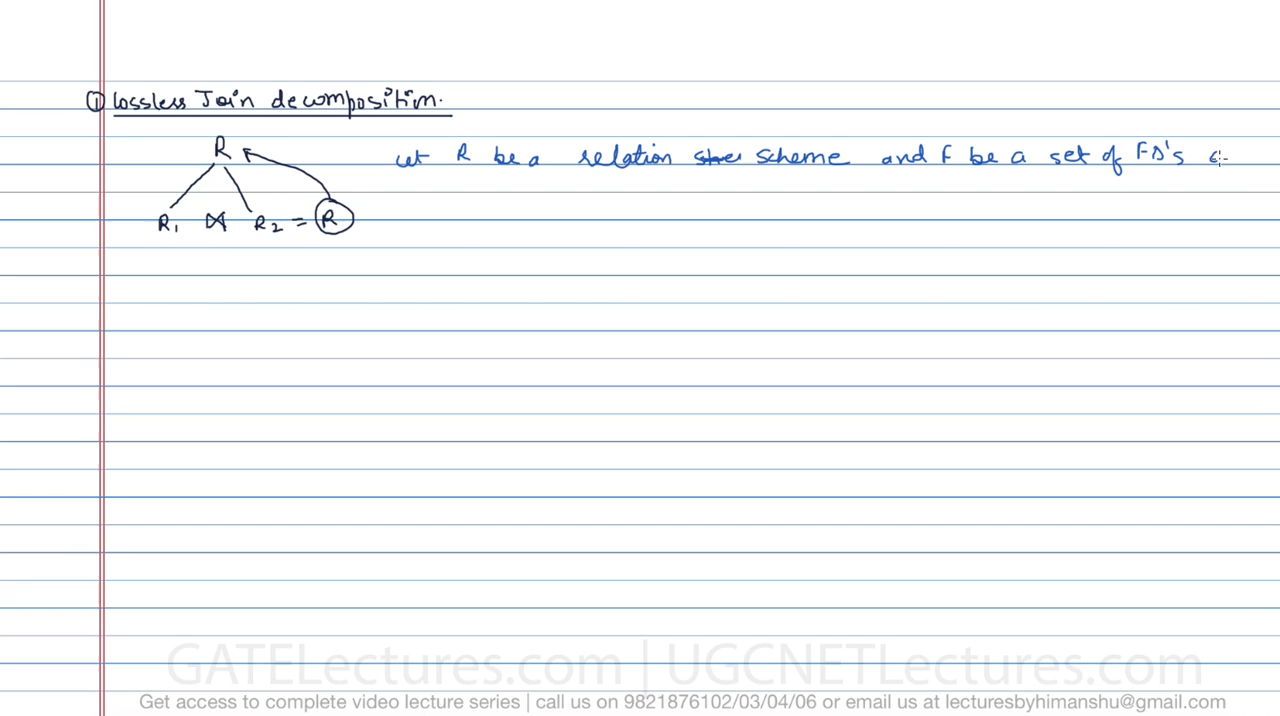 ① Lossless Join decomposition.
R
R1 ⋈ R2 = R
Let R be a relation scheme and F be a set of FD's
GATELectures.com | UGCNETLectures.com
Get access to complete video lecture series | call us on 9821876102/03/04/06 or email us at lecturesbyhimanshu@gmail.com